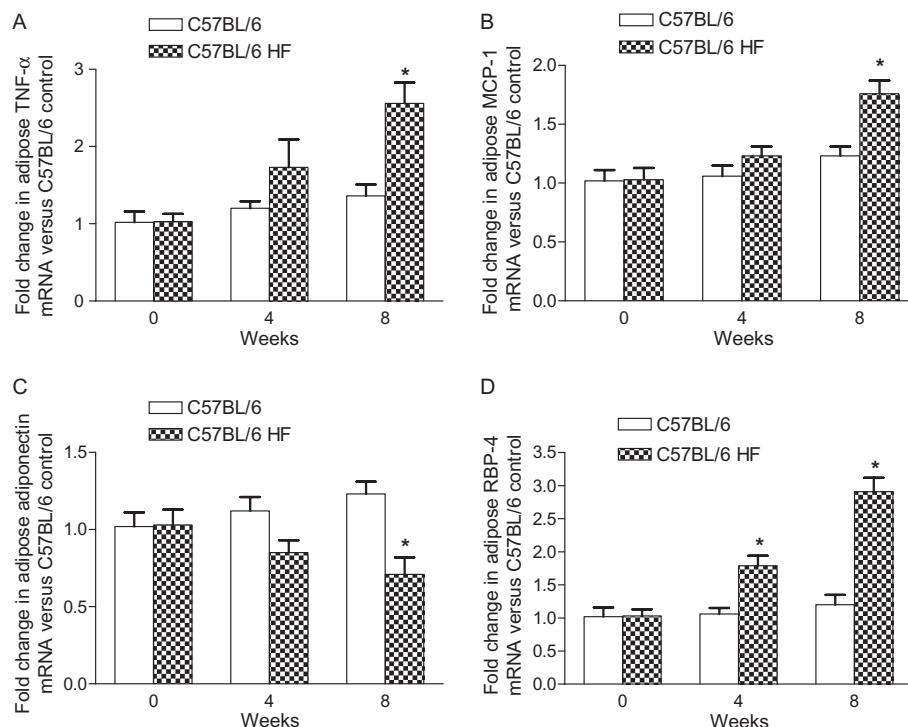 A
C57BL/6
C57BL/6 HF
Fold change in adipose TNF-α
mRNA versus C57BL/6 control
3
2
1
0
*
0 4 8
Weeks
B
C57BL/6
C57BL/6 HF
Fold change in adipose MCP-1
mRNA versus C57BL/6 control
2.0
1.5
1.0
0.5
0.0
*
0 4 8
Weeks
C
C57BL/6
C57BL/6 HF
Fold change in adipose adiponectin
mRNA versus C57BL/6 control
1.5
1.0
0.5
0.0
*
0 4 8
Weeks
D
C57BL/6
C57BL/6 HF
Fold change in adipose RBP-4
mRNA versus C57BL/6 control
3.5
3.0
2.5
2.0
1.5
1.0
0.5
0.0
*
*
0 4 8
Weeks